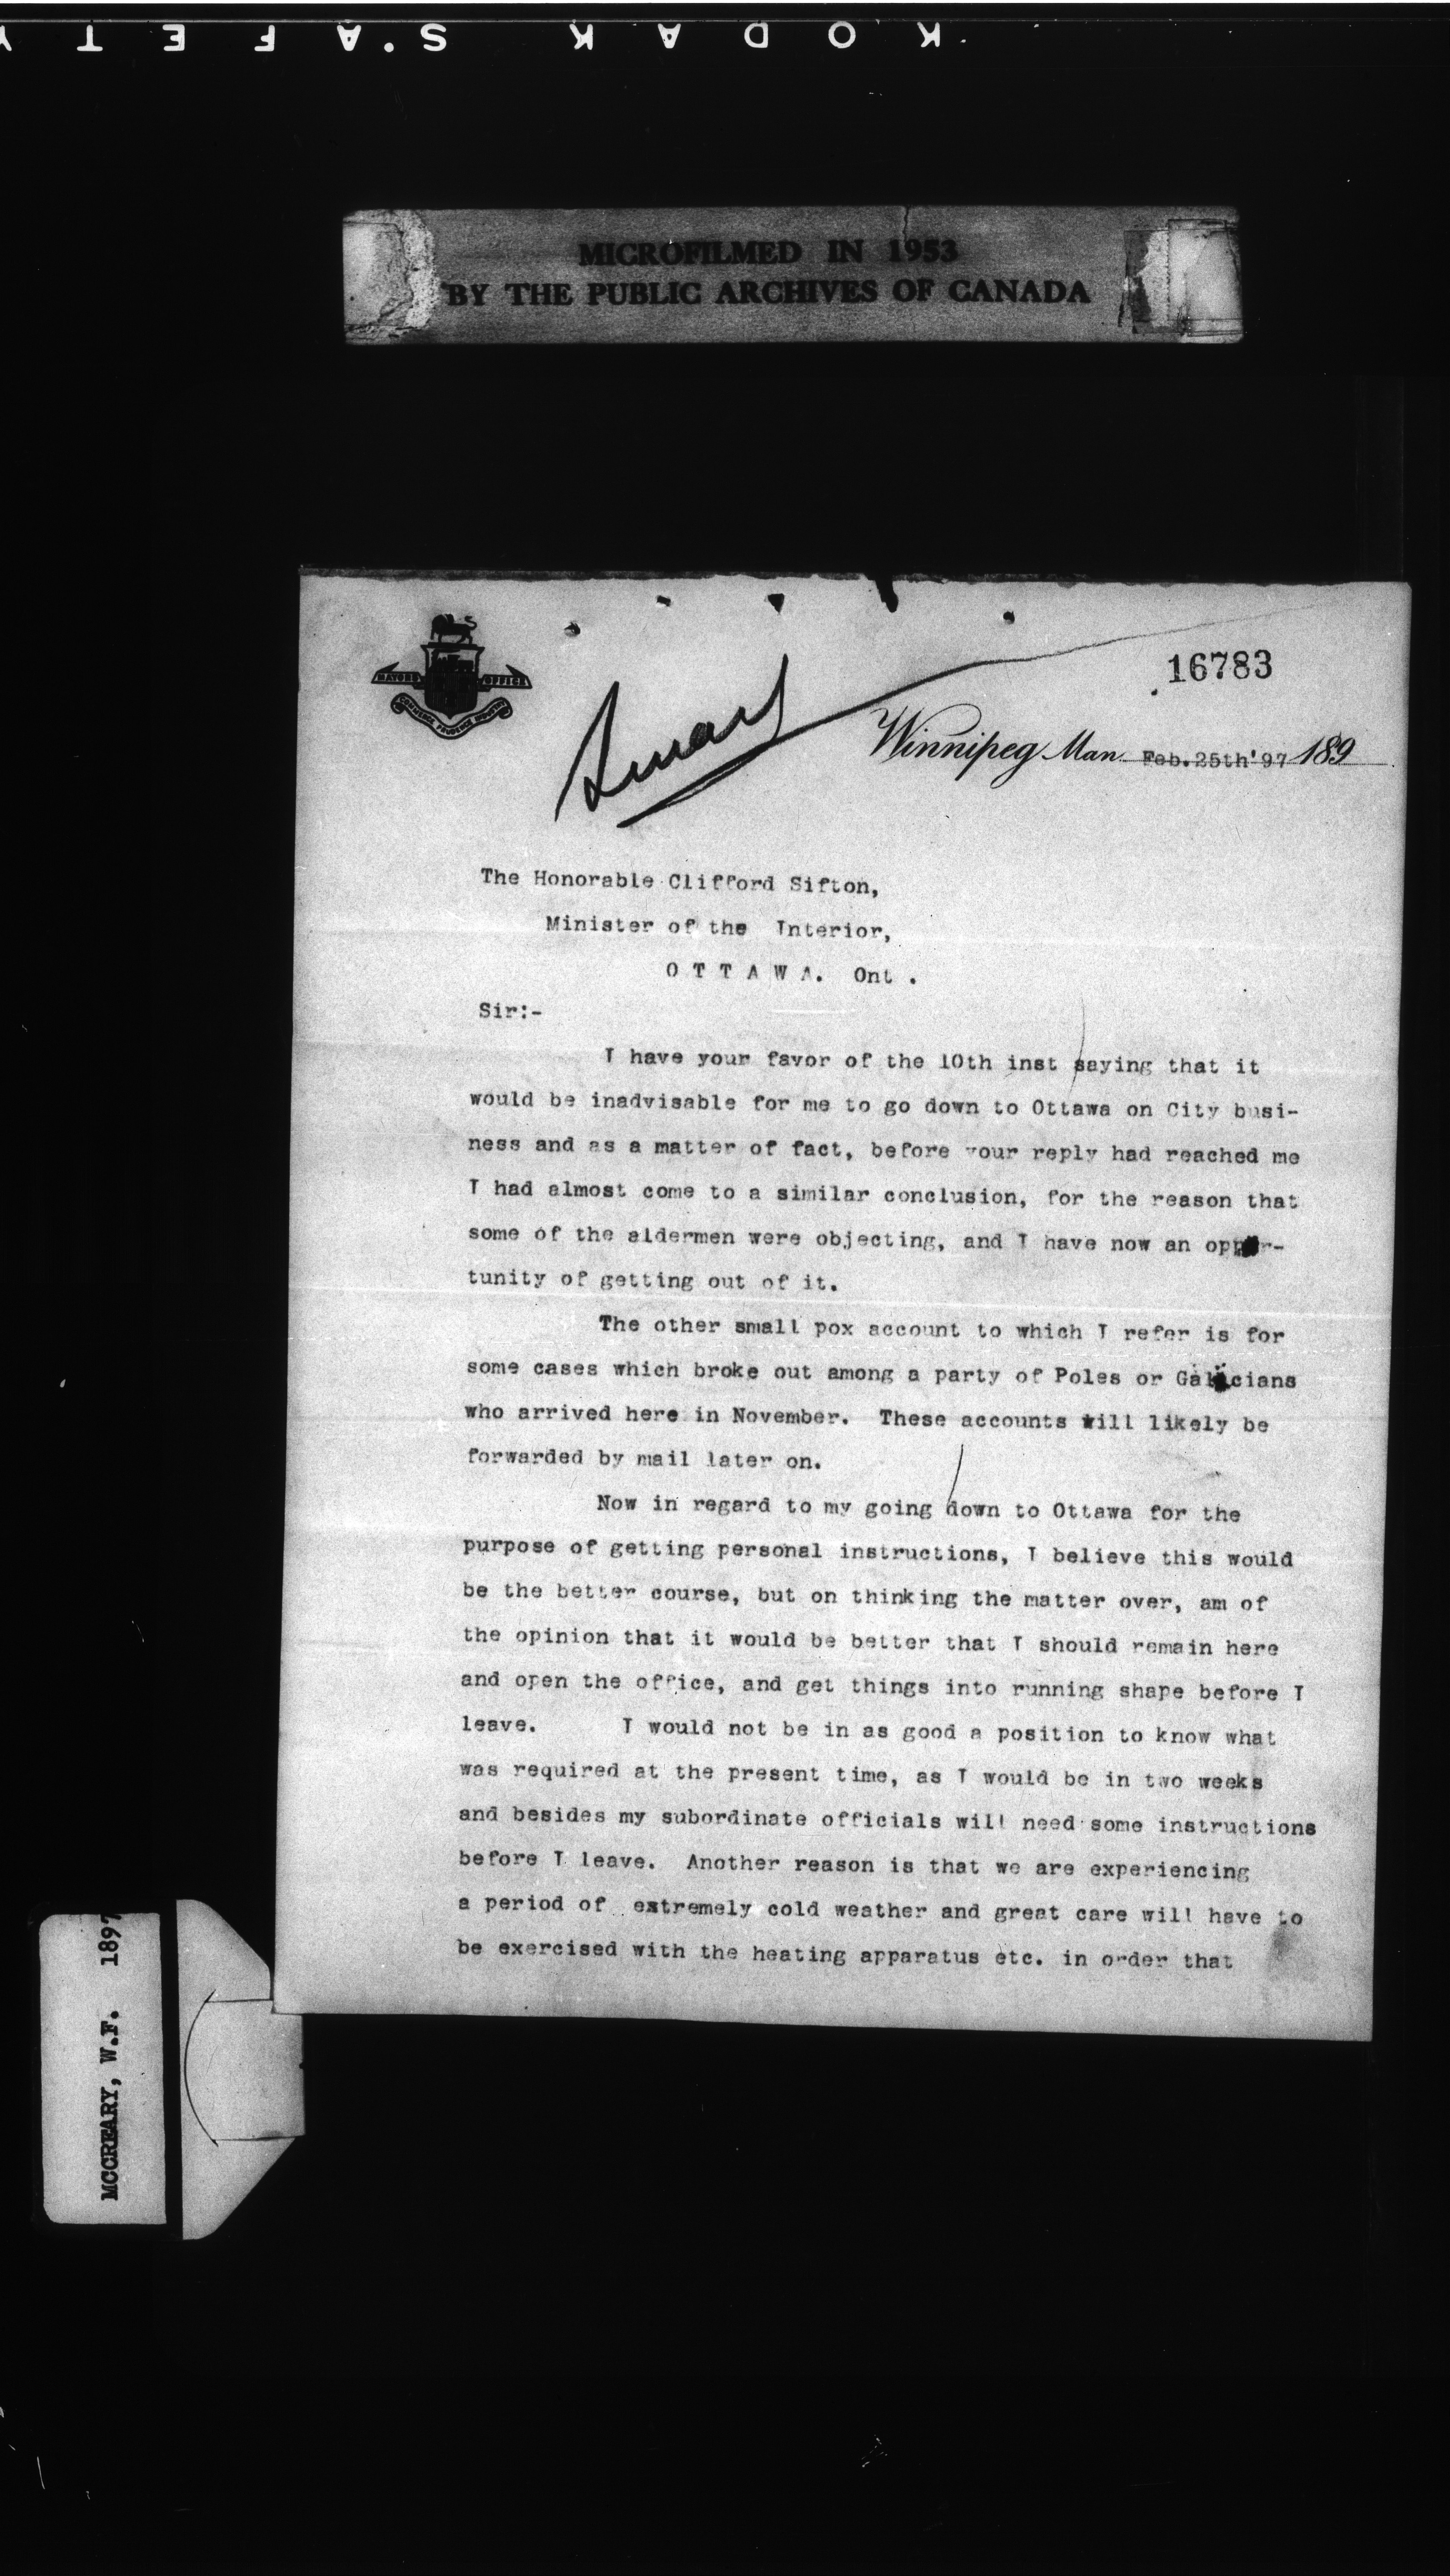 KODAK SAFETY
MICROFILMED IN 1953
BY THE PUBLIC ARCHIVES OF CANADA
MAYORS OFFICE
COMMERCE PRUDENCE INDUSTRY
16783
Winnipeg Man. Feb. 25th'97 189
The Honorable Clifford Sifton,
Minister of the Interior,
O T T A W A. Ont .
Sir:-
I have your favor of the 10th inst saying that it
would be inadvisable for me to go down to Ottawa on City busi-
ness and as a matter of fact, before your reply had reached me
I had almost come to a similar conclusion, for the reason that
some of the aldermen were objecting, and I have now an oppor-
tunity of getting out of it.
The other small pox account to which I refer is for
some cases which broke out among a party of Poles or Galicians
who arrived here in November. These accounts will likely be
forwarded by mail later on.
Now in regard to my going down to Ottawa for the
purpose of getting personal instructions, I believe this would
be the better course, but on thinking the matter over, am of
the opinion that it would be better that I should remain here
and open the office, and get things into running shape before I
leave. I would not be in as good a position to know what
was required at the present time, as I would be in two weeks
and besides my subordinate officials will need some instructions
before I leave. Another reason is that we are experiencing
a period of extremely cold weather and great care will have to
be exercised with the heating apparatus etc. in order that
MCCREARY, W.F. 1897